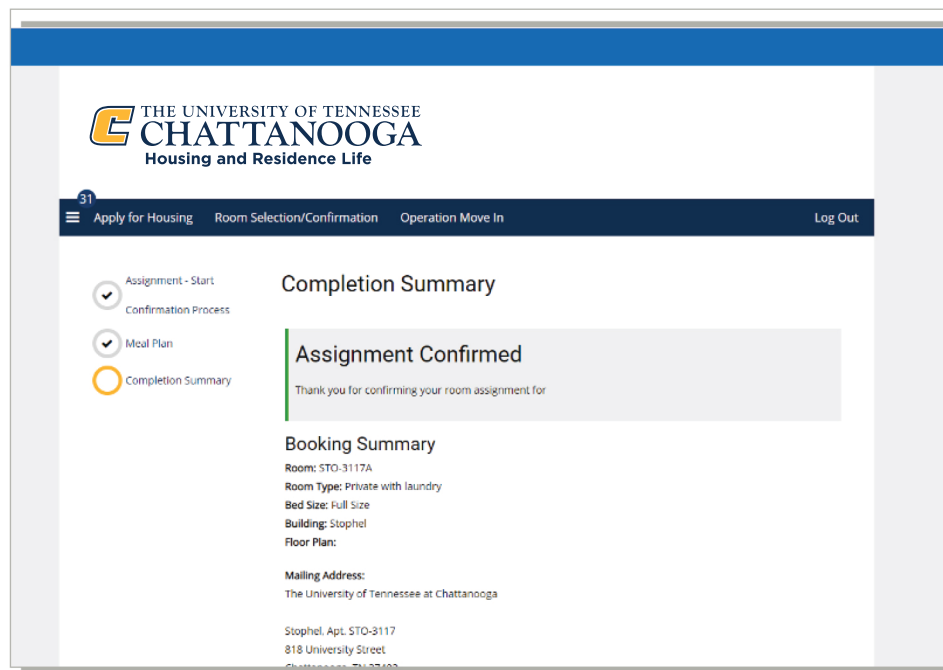 THE UNIVERSITY OF TENNESSEE
CHATTANOOGA
Housing and Residence Life
31
Apply for Housing Room Selection/Confirmation Operation Move In Log Out
Assignment - Start
Confirmation Process
Meal Plan
Completion Summary
Completion Summary
Assignment Confirmed
Thank you for confirming your room assignment for
Booking Summary
Room: STO-3117A
Room Type: Private with laundry
Bed Size: Full Size
Building: Stophel
Floor Plan:
Mailing Address:
The University of Tennessee at Chattanooga
Stophel, Apt. STO-3117
818 University Street
Chattanooga, TN 37403